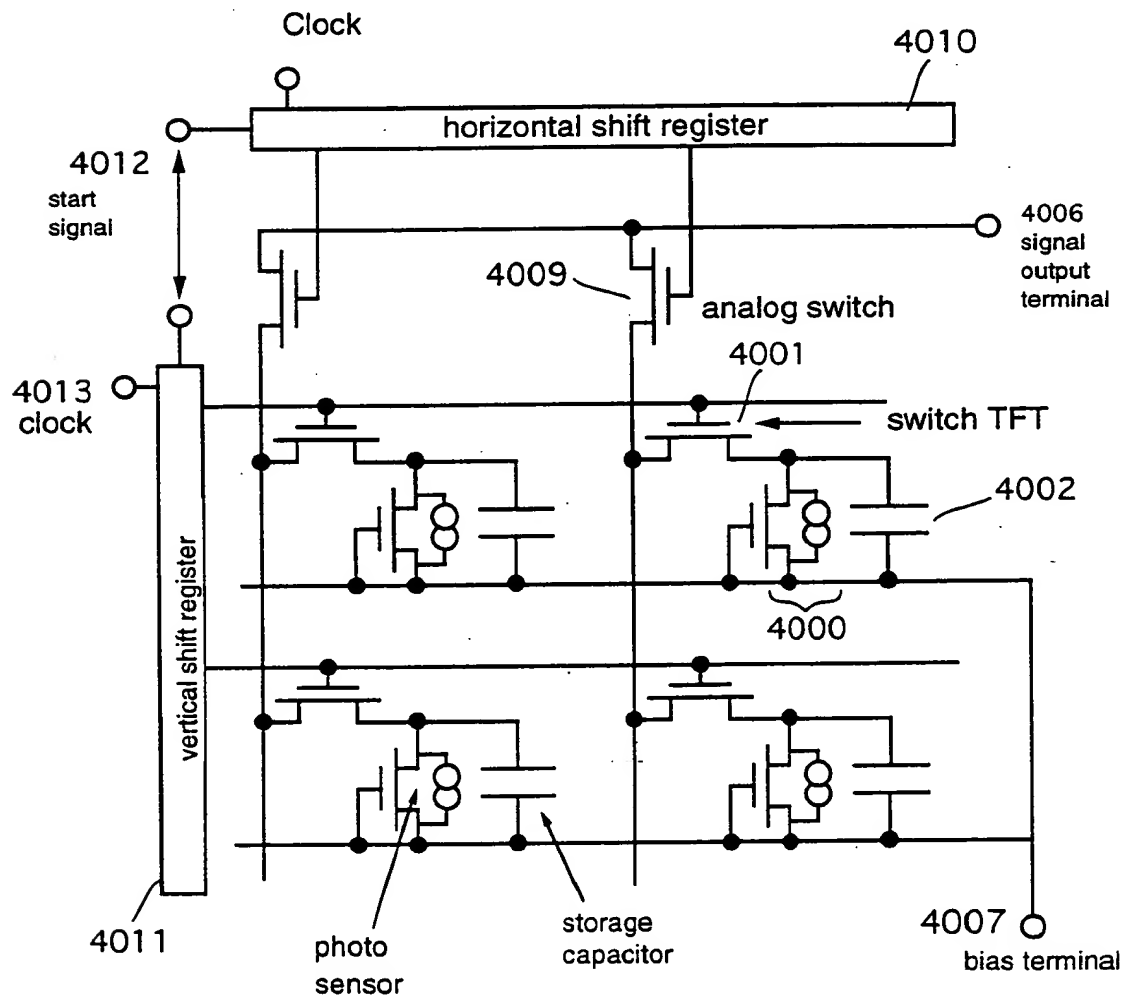 Clock
4010
horizontal shift register
4012
start
signal
4006
signal
output
terminal
4009
analog switch
4001
4013
clock
switch TFT
4002
vertical shift register
4000
4011
photo
sensor
storage
capacitor
4007
bias terminal